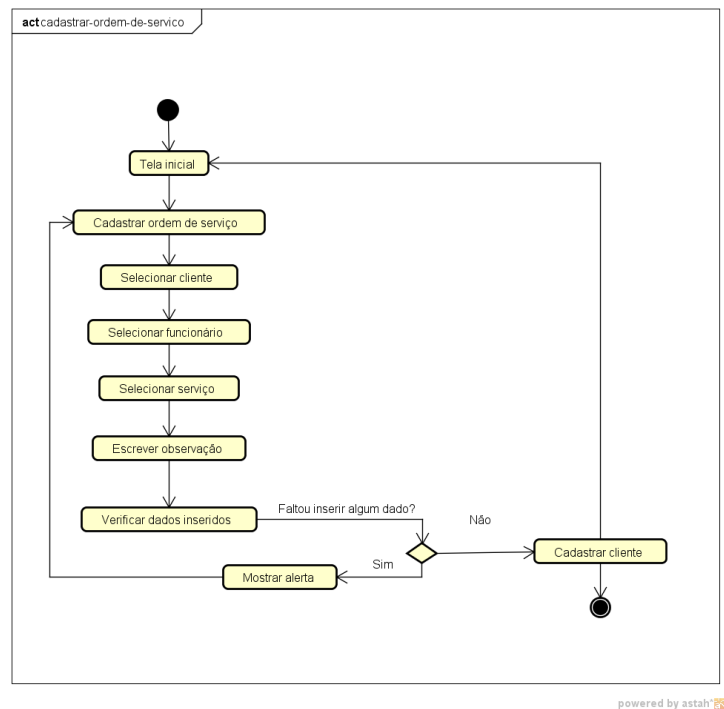 act cadastrar-ordem-de-servico
Tela inicial
Cadastrar ordem de serviço
Selecionar cliente
Selecionar funcionário
Selecionar serviço
Escrever observação
Verificar dados inseridos
Faltou inserir algum dado?
Não
Cadastrar cliente
Sim
Mostrar alerta
powered by astah*